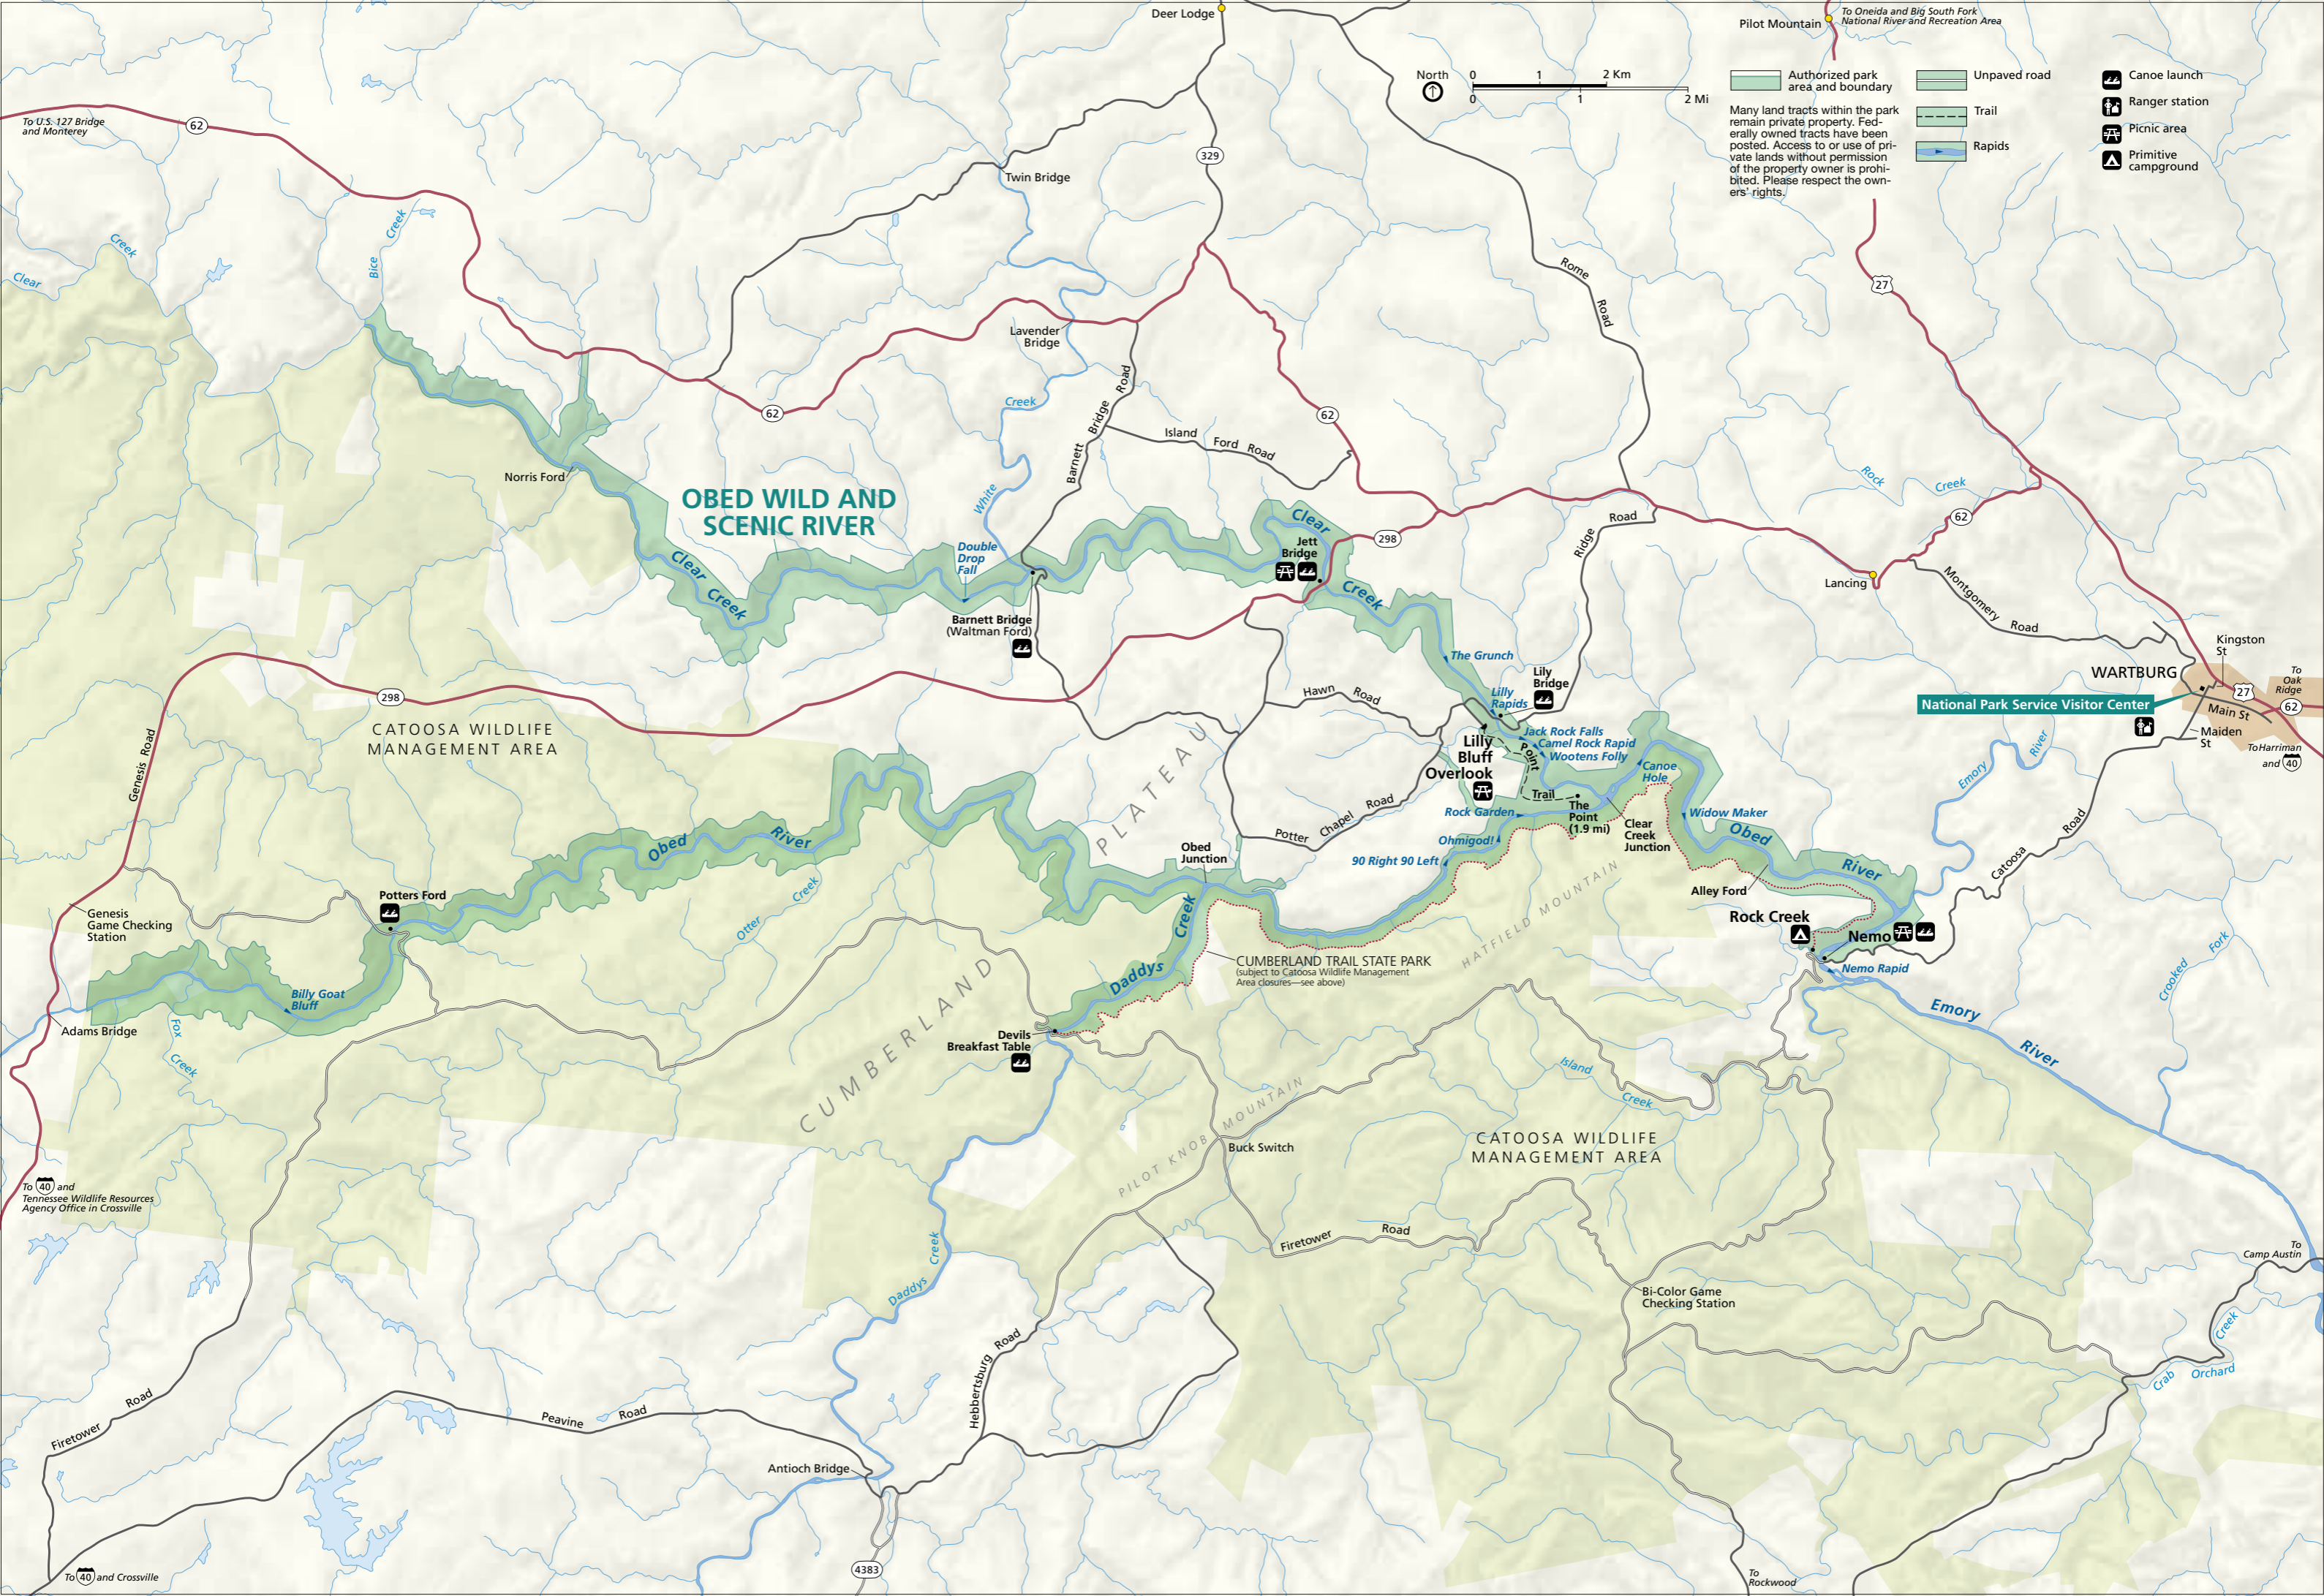 Deer Lodge
Pilot Mountain
To Oneida and Big South Fork
National River and Recreation Area
North
0
1
2 Km
0
1
2 Mi
Authorized park
area and boundary
Many land tracts within the park
remain private property. Fed-
erally owned tracts have been
posted. Access to or use of pri-
vate lands without permission
of the property owner is prohi-
bited. Please respect the own-
ers' rights.
Unpaved road
Trail
Rapids
Canoe launch
Ranger station
Picnic area
Primitive
campground
To U.S. 127 Bridge
and Monterey
62
329
Twin Bridge
Clear
Creek
Bice
Creek
Rome
Road
27
Lavender
Bridge
Creek
White
62
62
Barnett
Bridge
Road
Island
Ford
Road
Norris Ford
OBED WILD AND
SCENIC RIVER
Rock
Creek
62
Clear
Creek
Double
Drop
Fall
Clear
Jett
Bridge
298
Creek
Ridge
Road
Lancing
Montgomery
Road
Barnett Bridge
(Waltman Ford)
Kingston
St
WARTBURG
To
Oak
Ridge
27
62
National Park Service Visitor Center
Main St
Maiden
St
To Harriman
and 40
The Grunch
Lily
Bridge
Lilly
Rapids
Hawn
Road
298
CATOOSA WILDLIFE
MANAGEMENT AREA
Genesis Road
Jack Rock Falls
Camel Rock Rapid
Wootens Folly
Lilly
Bluff
Overlook
Point
Trail
The
Point
(1.9 mi)
Canoe
Hole
Clear
Creek
Junction
Rock Garden
Ohmigod!
90 Right 90 Left
Widow Maker
Obed
River
Emory
River
Catoosa
Road
Potter
Chapel
Road
PLATEAU
Obed
River
Obed
Junction
Alley Ford
Rock Creek
Nemo
Nemo Rapid
Potters Ford
Genesis
Game Checking
Station
Otter
Creek
Creek
Daddys
CUMBERLAND TRAIL STATE PARK
(subject to Catoosa Wildlife Management
Area closures—see above)
HATFIELD MOUNTAIN
Crooked
Fork
Emory
River
Billy Goat
Bluff
Adams Bridge
Fox
Creek
CUMBERLAND
Devils
Breakfast Table
Island
Creek
PILOT KNOB MOUNTAIN
Buck Switch
CATOOSA WILDLIFE
MANAGEMENT AREA
To 40 and
Tennessee Wildlife Resources
Agency Office in Crossville
Daddys
Creek
Firetower
Road
To
Camp Austin
Bi-Color Game
Checking Station
Crab
Orchard
Creek
Hebbertsburg
Road
Firetower
Road
Peavine
Road
Antioch Bridge
4383
To 40 and Crossville
To
Rockwood